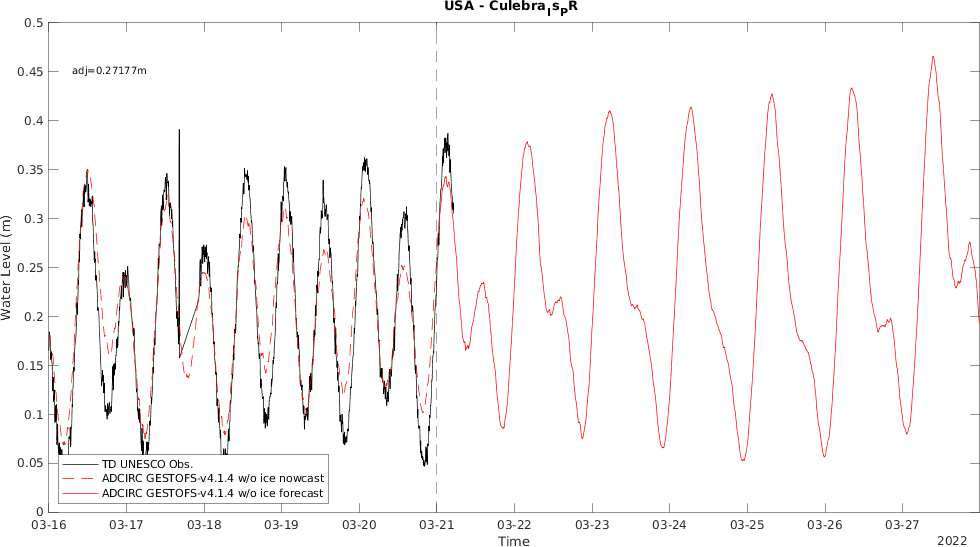 USA - CulebraIsPR
0.5
0.45
0.4
0.35
0.3
0.25
0.2
0.15
0.1
0.05
0
Water Level (m)
adj=0.27177m
TD UNESCO Obs.
ADCIRC GESTOFS-v4.1.4 w/o ice nowcast
ADCIRC GESTOFS-v4.1.4 w/o ice forecast
03-16 03-17 03-18 03-19 03-20 03-21 03-22 03-23 03-24 03-25 03-26 03-27
Time
2022